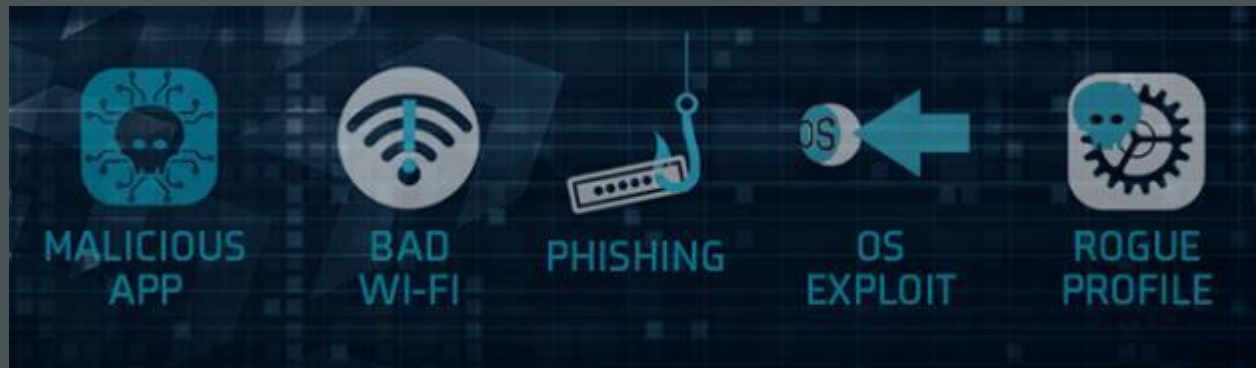 OS
MALICIOUS
APP
BAD
WI-FI
PHISHING
OS
EXPLOIT
ROGUE
PROFILE